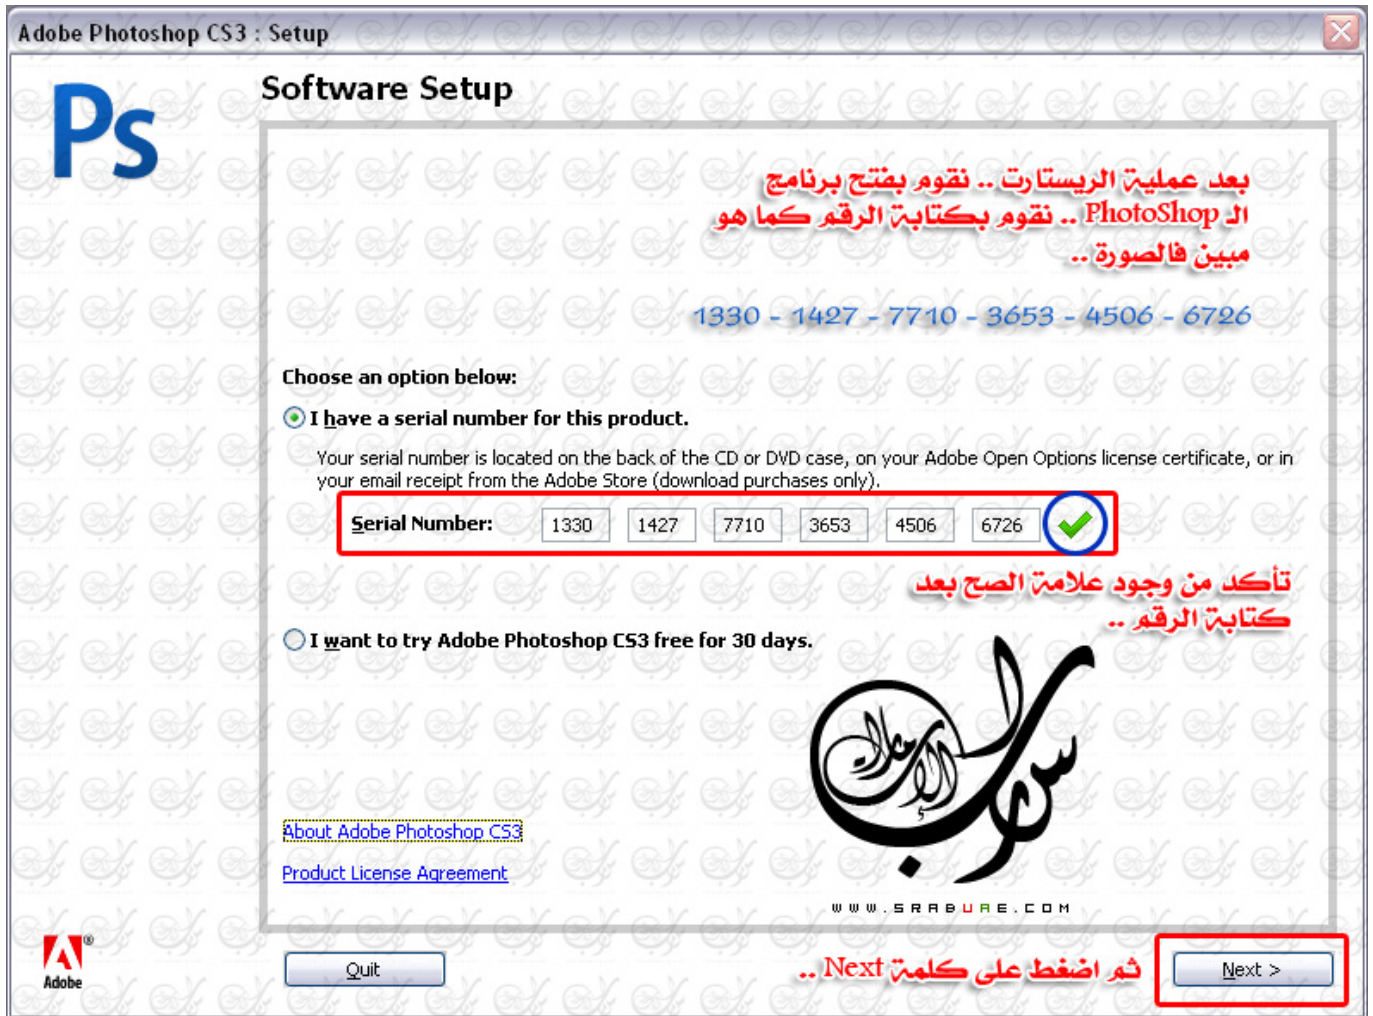 Adobe Photoshop CS3 : Setup
Ps
Software Setup
بعد عملية الريستارت .. نقوم بفتح برنامج
الـ PhotoShop .. نقوم بكتابة الرقم كما هو
مبين فالصورة ..
1330 - 1427 - 7710 - 3653 - 4506 - 6726
Choose an option below:
I have a serial number for this product.
Your serial number is located on the back of the CD or DVD case, on your Adobe Open Options license certificate, or in
your email receipt from the Adobe Store (download purchases only).
Serial Number: 1330 1427 7710 3653 4506 6726
تأكد من وجود علامة الصح بعد
كتابة الرقم ..
I want to try Adobe Photoshop CS3 free for 30 days.
About Adobe Photoshop CS3
Product License Agreement
WWW.SRABUAE.COM
Adobe
Quit
ثم اضغط على كلمة Next ..
Next >